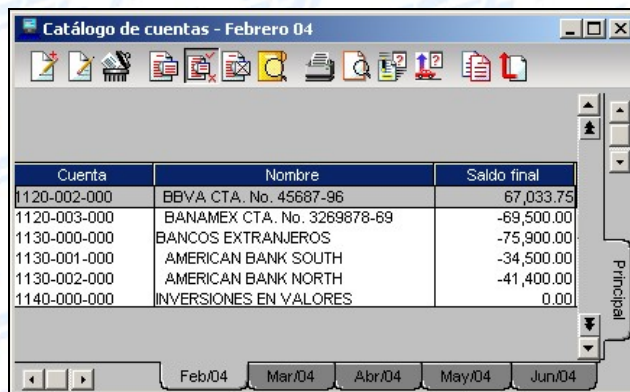 Catálogo de cuentas - Febrero 04
Cuenta Nombre Saldo final
1120-002-000 BBVA CTA. No. 45687-96 67,033.75
1120-003-000 BANAMEX CTA. No. 3269878-69 -69,500.00
1130-000-000 BANCOS EXTRANJEROS -75,900.00
1130-001-000 AMERICAN BANK SOUTH -34,500.00
1130-002-000 AMERICAN BANK NORTH -41,400.00
1140-000-000 INVERSIONES EN VALORES 0.00
Principal
Feb/04 Mar/04 Abr/04 May/04 Jun/04